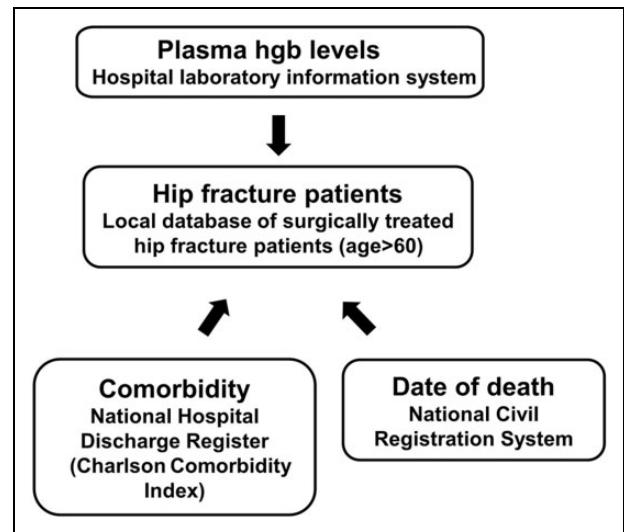 Plasma hgb levels
Hospital laboratory information system
Hip fracture patients
Local database of surgically treated
hip fracture patients (age>60)
Comorbidity
National Hospital
Discharge Register
(Charlson Comorbidity
Index)
Date of death
National Civil
Registration System